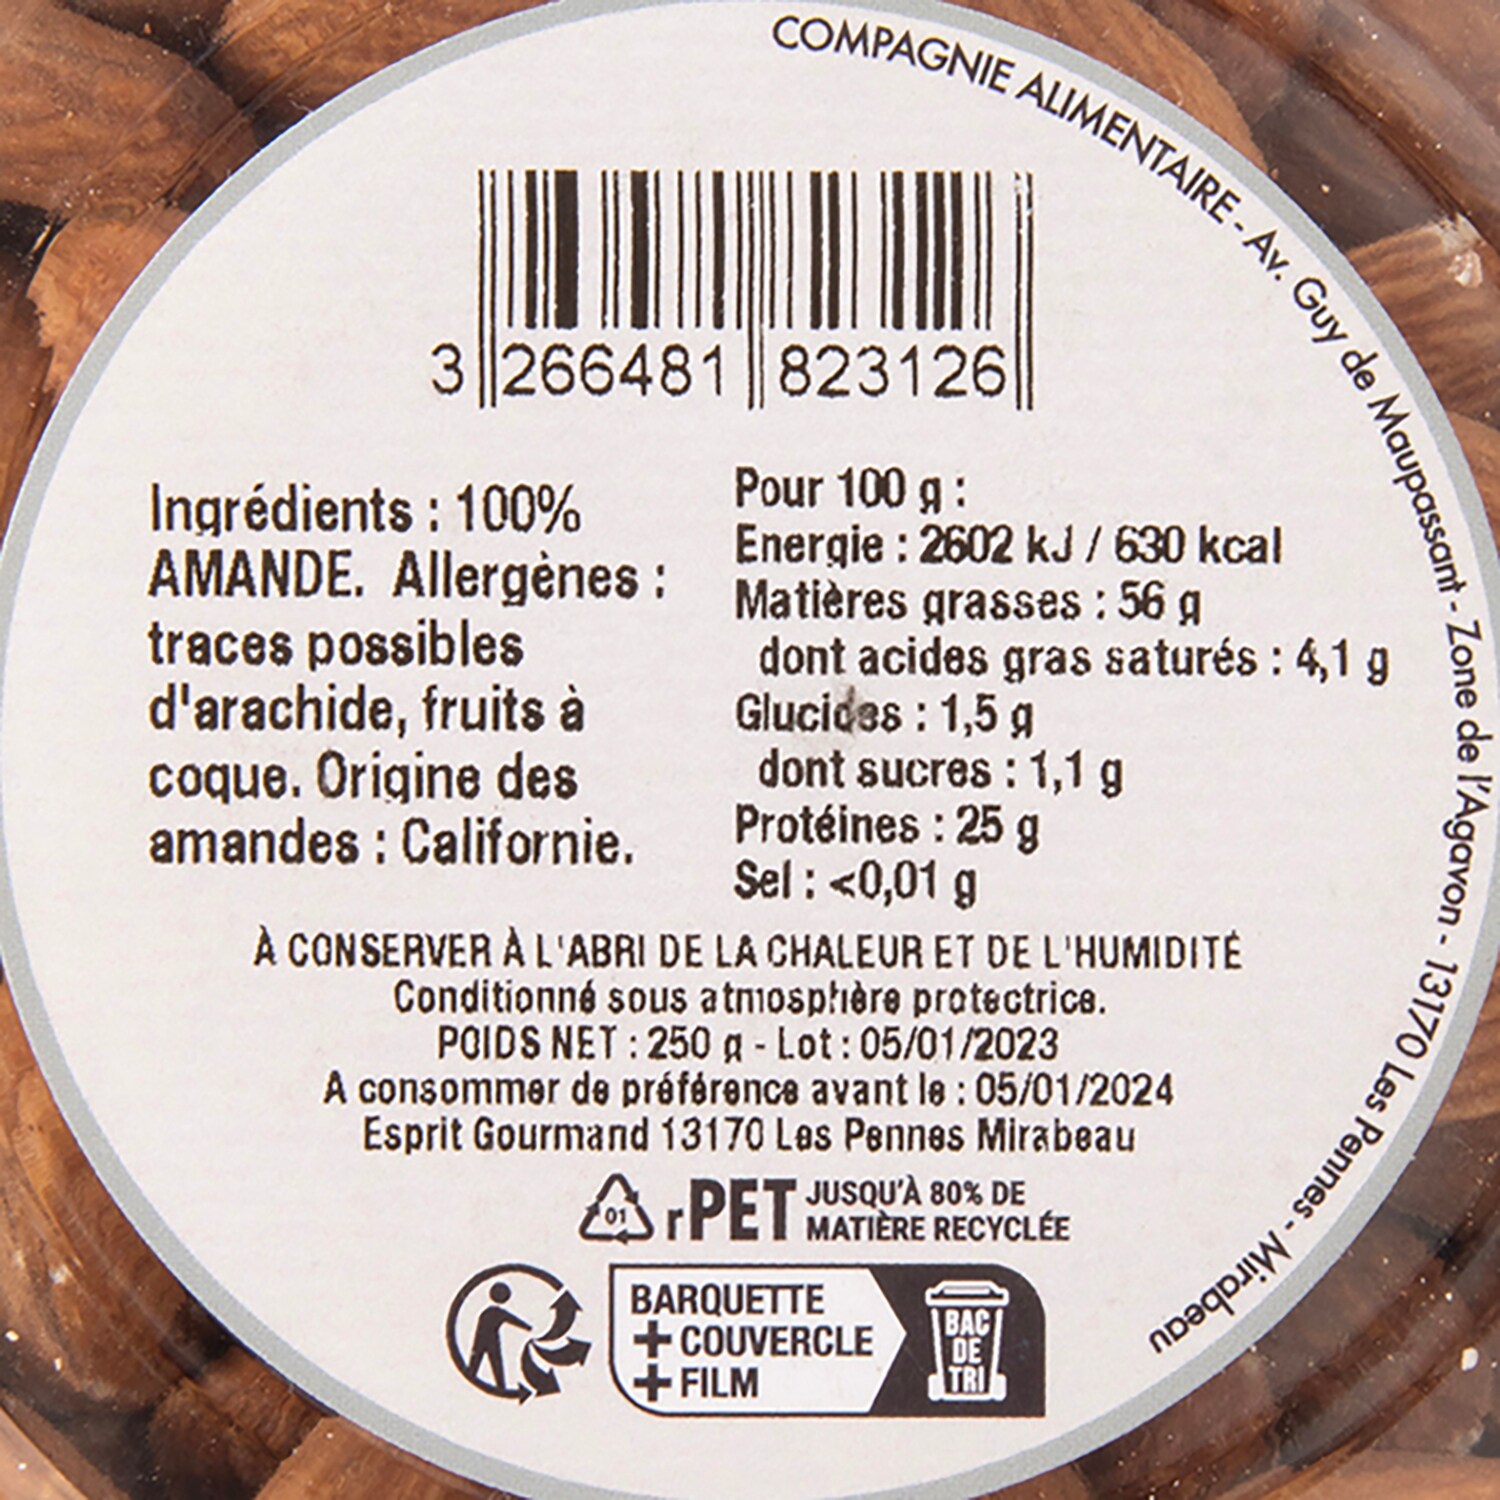 COMPAGNIE ALIMENTAIRE - Av. Guy de Maupassant - Zone de l'Agavon - 13170 Les Pennes - Mirabeau
3 266481 823126
Ingrédients : 100%
AMANDE. Allergènes :
traces possibles
d'arachide, fruits à
coque. Origine des
amandes : Californie.
Pour 100 g :
Energie : 2602 kJ / 630 kcal
Matières grasses : 56 g
dont acides gras saturés : 4,1 g
Glucides : 1,5 g
dont sucres : 1,1 g
Protéines : 25 g
Sel : <0,01 g
À CONSERVER À L'ABRI DE LA CHALEUR ET DE L'HUMIDITÉ
Conditionné sous atmosphère protectrice.
POIDS NET : 250 g - Lot : 05/01/2023
A consommer de préférence avant le : 05/01/2024
Esprit Gourmand 13170 Les Pennes Mirabeau
01 rPET JUSQU'À 80% DE
MATIÈRE RECYCLÉE
BARQUETTE
+ COUVERCLE
+ FILM
BAC
DE
TRI